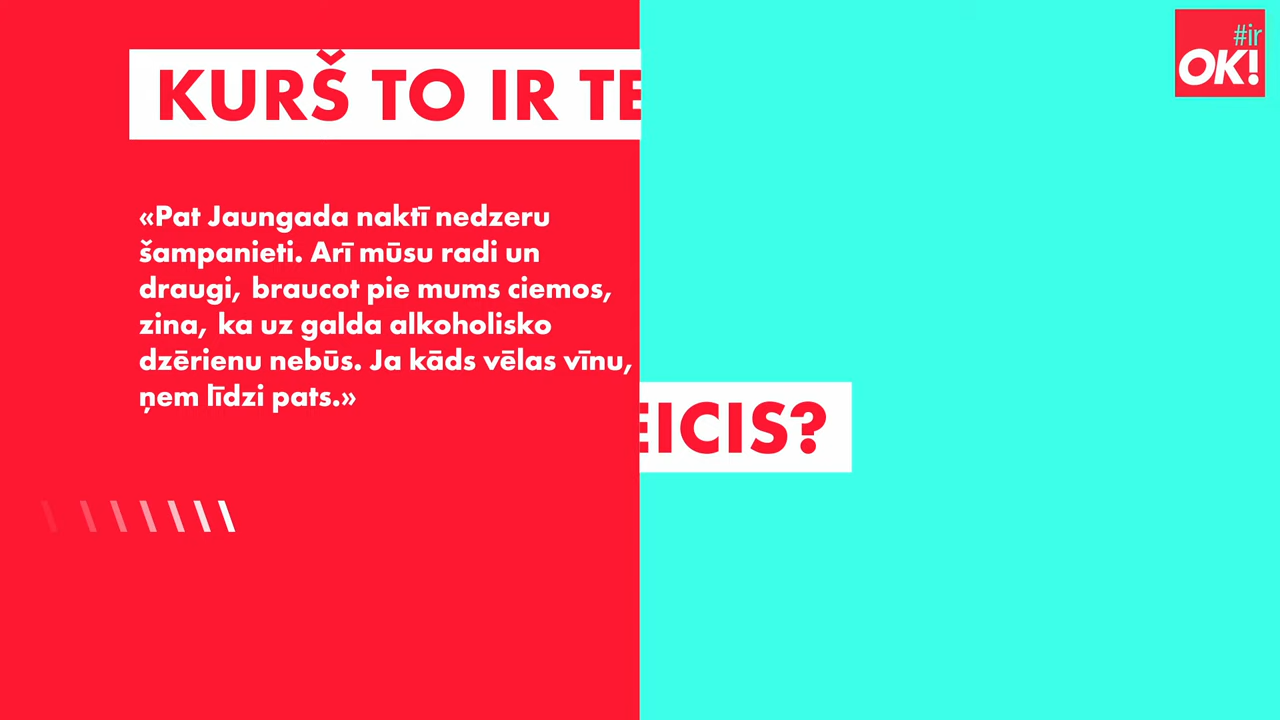 KURŠ TO IR TE
EICIS?
«Pat Jaungada naktī nedzeru
šampanieti. Arī mūsu radi un
draugi, braucot pie mums ciemos,
zina, ka uz galda alkoholisko
dzērienu nebūs. Ja kāds vēlas vīnu,
ņem līdzi pats.»
#ir
OK!